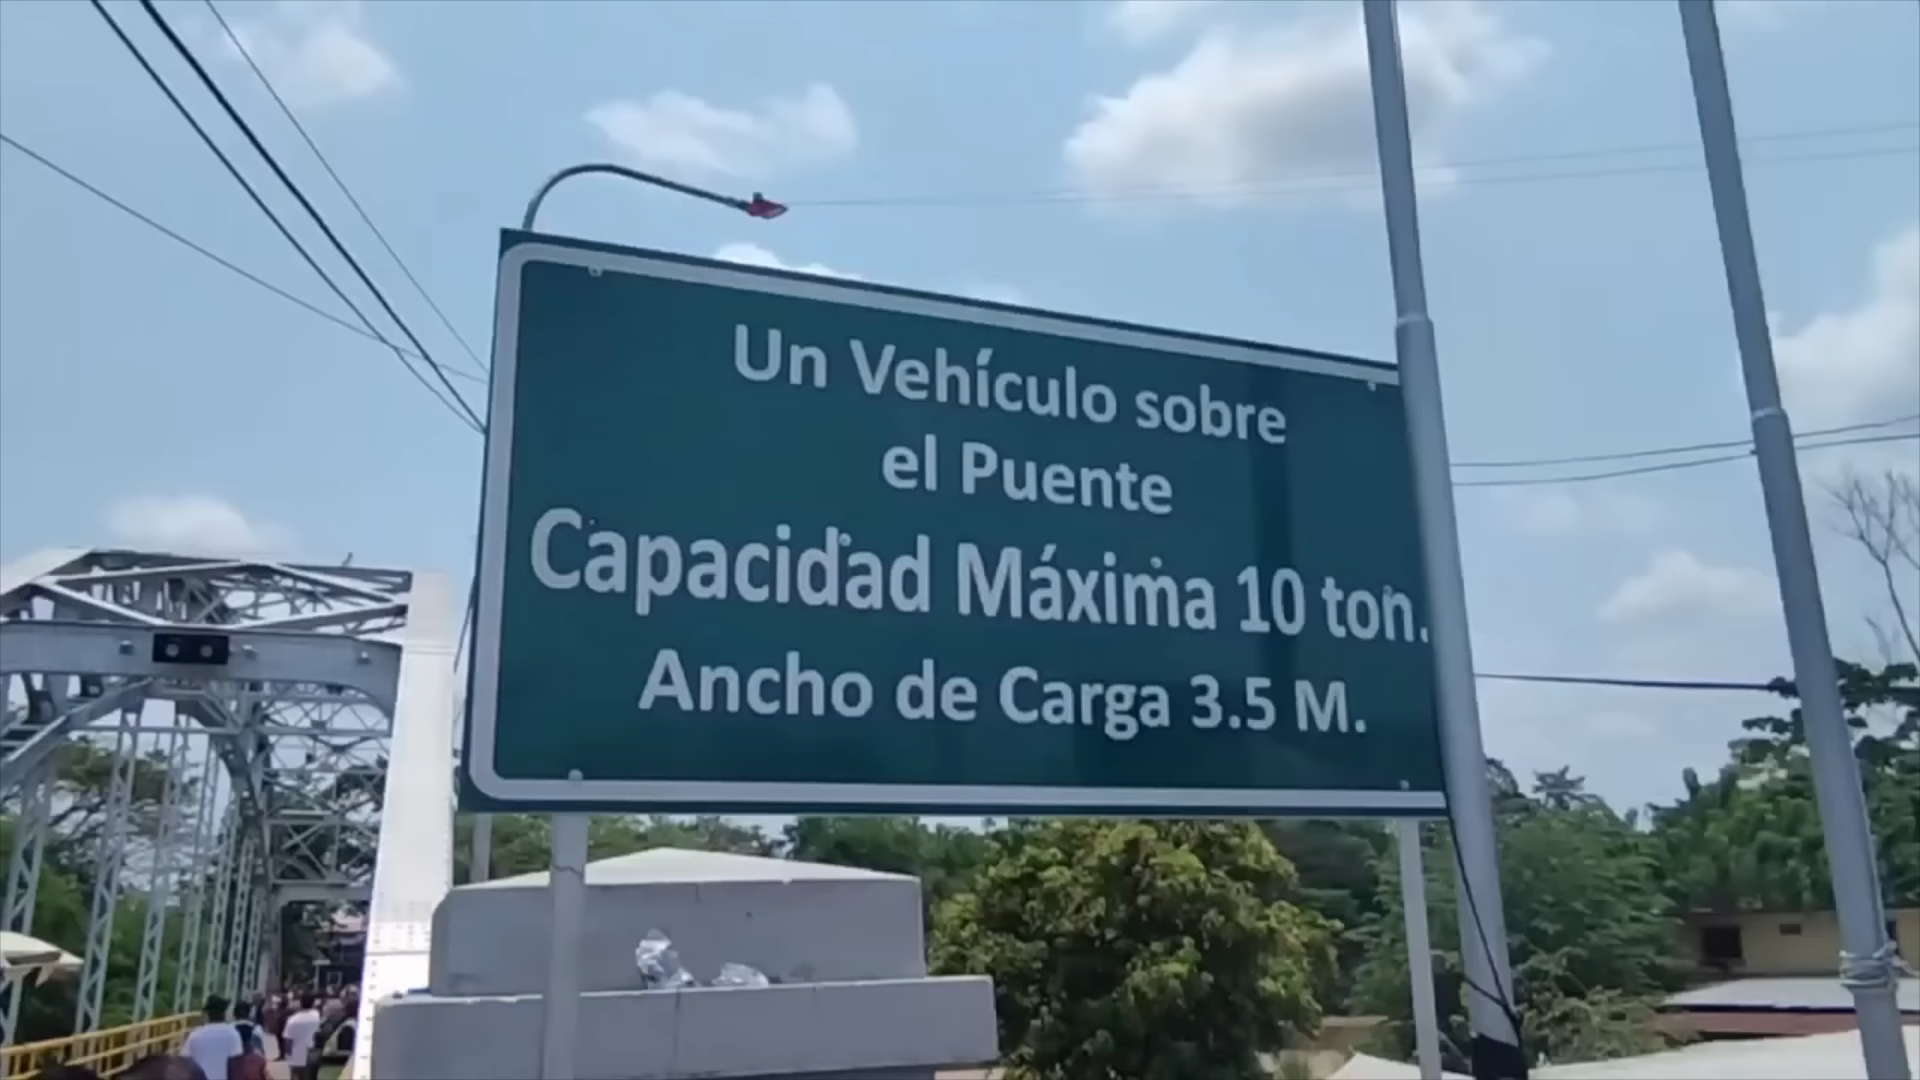 Un Vehículo sobre
el Puente
Capacidad Máxima 10 ton.
Ancho de Carga 3.5 M.